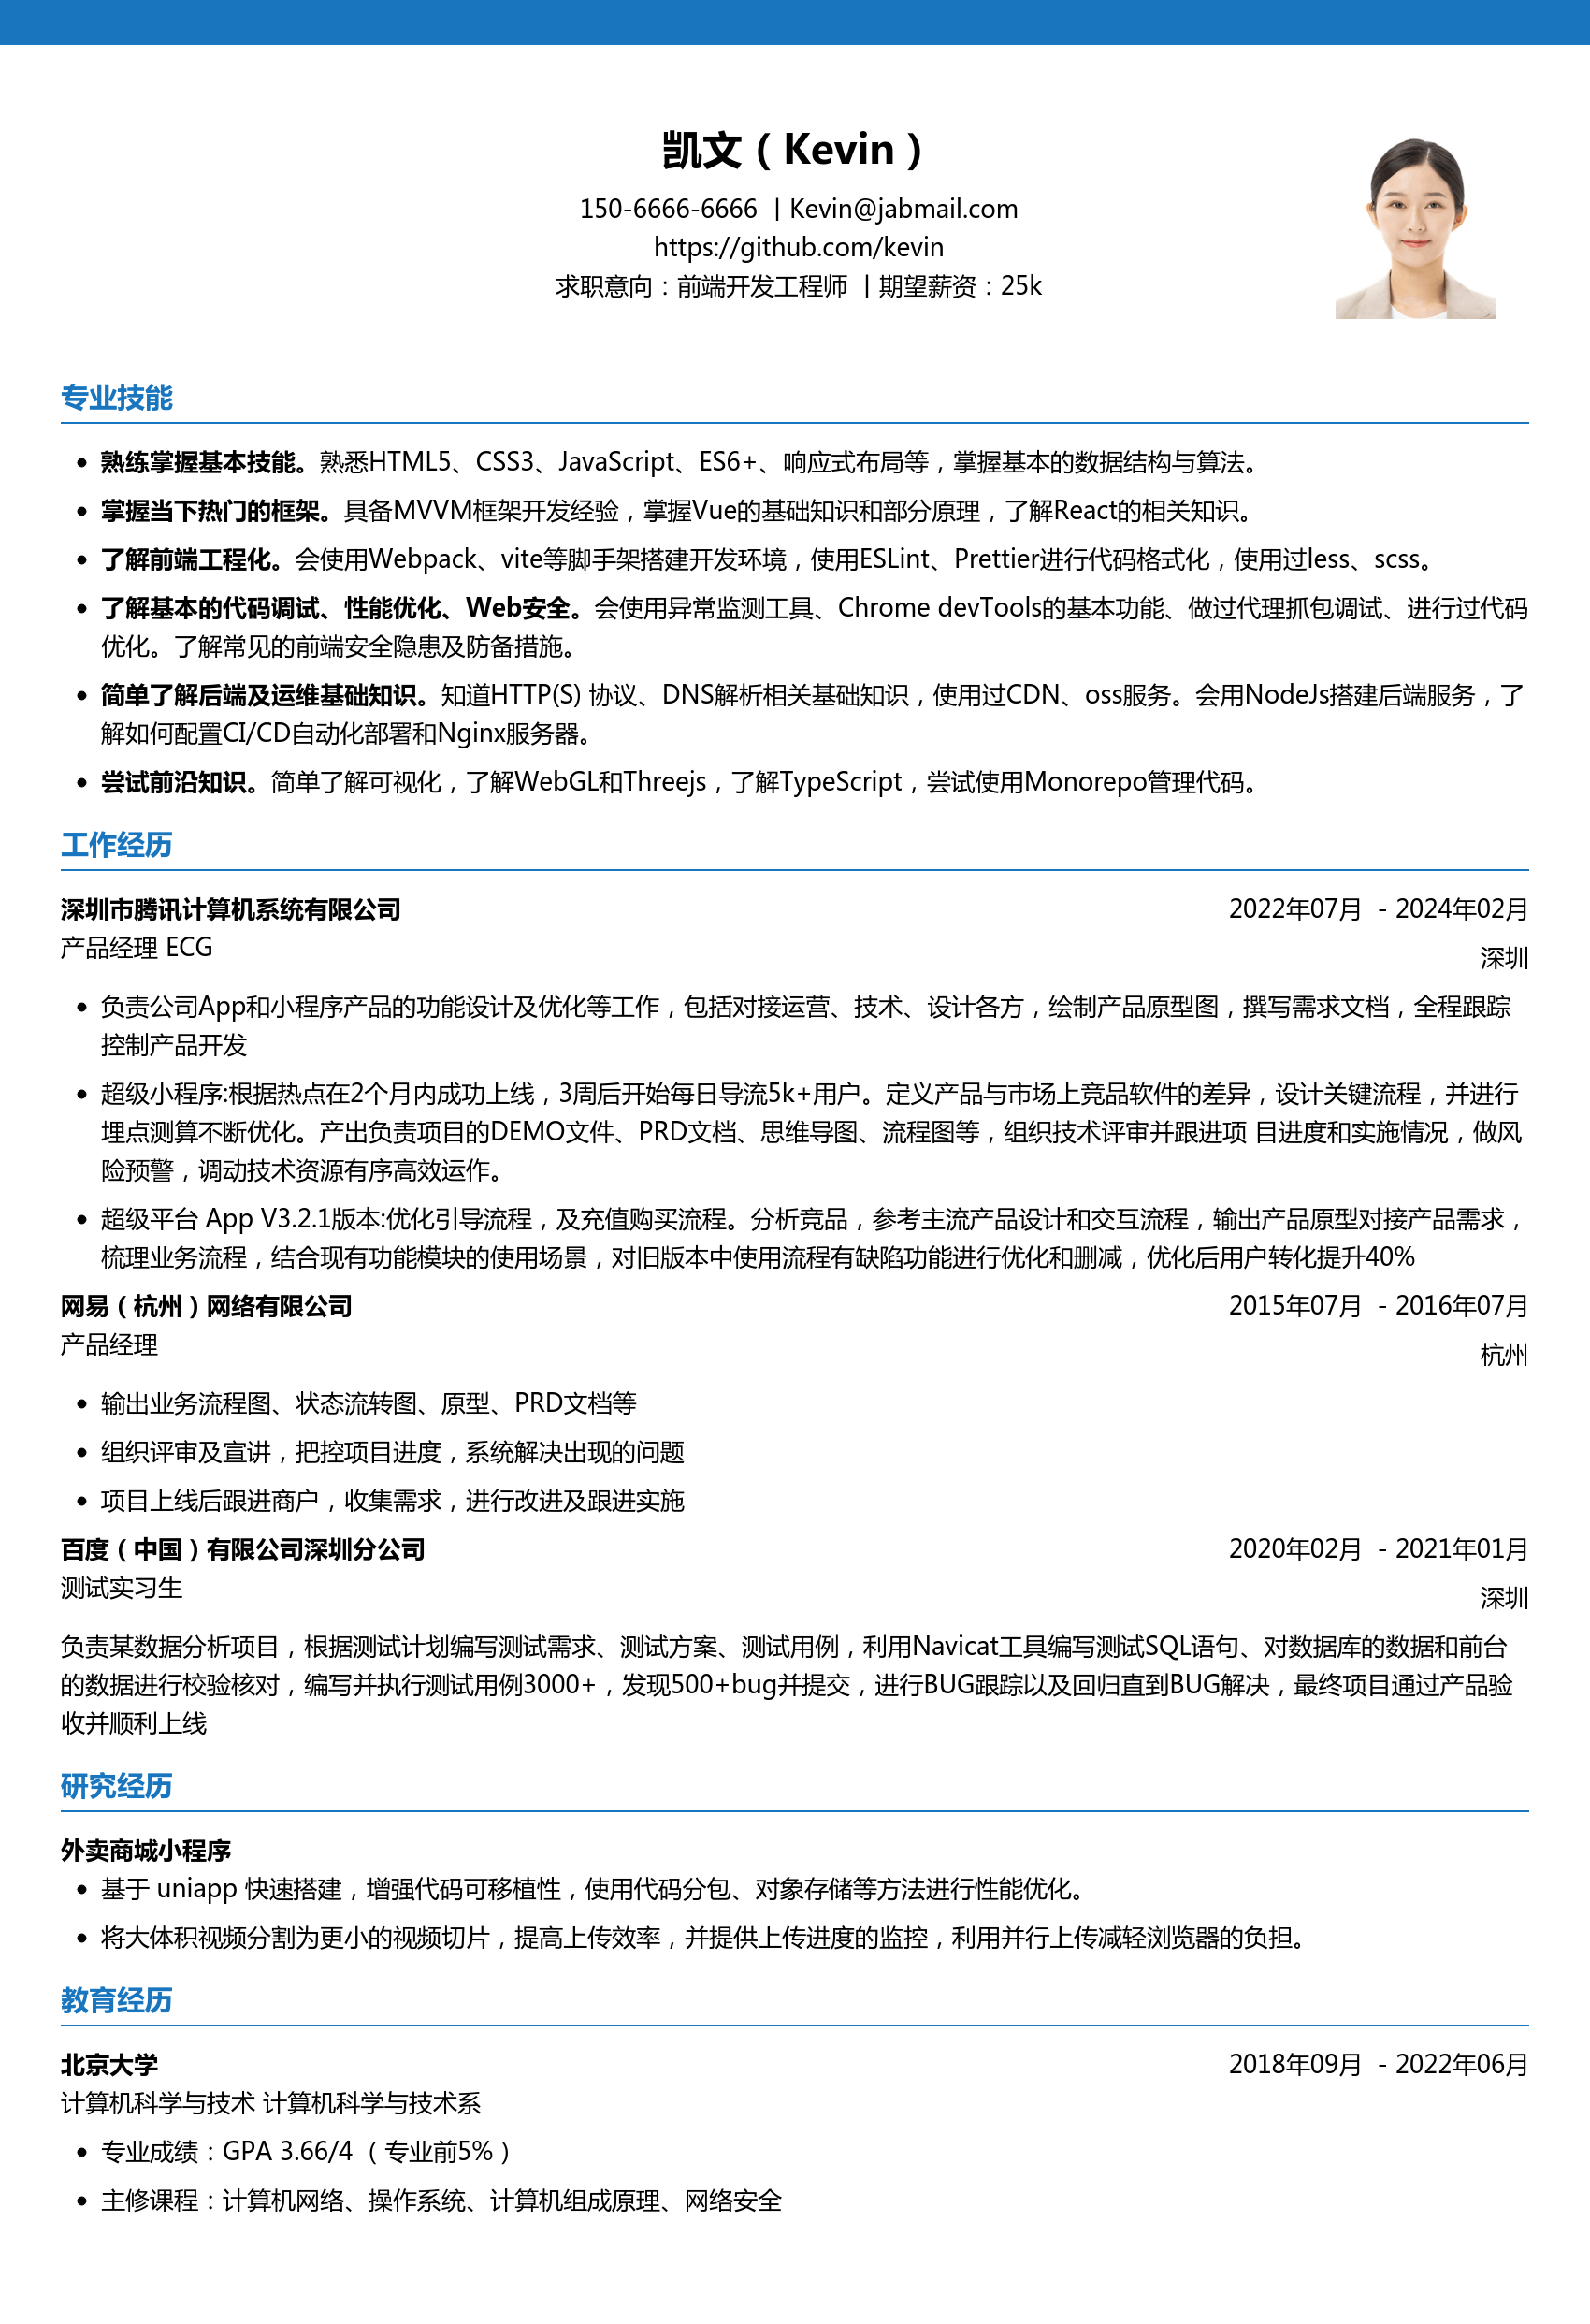 凯文（Kevin）
150-6666-6666 | Kevin@jabmail.com
https://github.com/kevin
求职意向：前端开发工程师 | 期望薪资：25k
专业技能
• 熟练掌握基本技能。熟悉HTML5、CSS3、JavaScript、ES6+、响应式布局等，掌握基本的数据结构与算法。
• 掌握当下热门的框架。具备MVVM框架开发经验，掌握Vue的基础知识和部分原理，了解React的相关知识。
• 了解前端工程化。会使用Webpack、vite等脚手架搭建开发环境，使用ESLint、Prettier进行代码格式化，使用过less、scss。
• 了解基本的代码调试、性能优化、Web安全。会使用异常监测工具、Chrome devTools的基本功能、做过代理抓包调试、进行过代码
优化。了解常见的前端安全隐患及防备措施。
• 简单了解后端及运维基础知识。知道HTTP(S) 协议、DNS解析相关基础知识，使用过CDN、oss服务。会用NodeJs搭建后端服务，了
解如何配置CI/CD自动化部署和Nginx服务器。
• 尝试前沿知识。简单了解可视化，了解WebGL和Threejs，了解TypeScript，尝试使用Monorepo管理代码。
工作经历
深圳市腾讯计算机系统有限公司 2022年07月 - 2024年02月
产品经理 ECG 深圳
• 负责公司App和小程序产品的功能设计及优化等工作，包括对接运营、技术、设计各方，绘制产品原型图，撰写需求文档，全程跟踪
控制产品开发
• 超级小程序:根据热点在2个月内成功上线，3周后开始每日导流5k+用户。定义产品与市场上竞品软件的差异，设计关键流程，并进行
埋点测算不断优化。产出负责项目的DEMO文件、PRD文档、思维导图、流程图等，组织技术评审并跟进项 目进度和实施情况，做风
险预警，调动技术资源有序高效运作。
• 超级平台 App V3.2.1版本:优化引导流程，及充值购买流程。分析竞品，参考主流产品设计和交互流程，输出产品原型对接产品需求，
梳理业务流程，结合现有功能模块的使用场景，对旧版本中使用流程有缺陷功能进行优化和删减，优化后用户转化提升40%
网易（杭州）网络有限公司 2015年07月 - 2016年07月
产品经理 杭州
• 输出业务流程图、状态流转图、原型、PRD文档等
• 组织评审及宣讲，把控项目进度，系统解决出现的问题
• 项目上线后跟进商户，收集需求，进行改进及跟进实施
百度（中国）有限公司深圳分公司 2020年02月 - 2021年01月
测试实习生 深圳
负责某数据分析项目，根据测试计划编写测试需求、测试方案、测试用例，利用Navicat工具编写测试SQL语句、对数据库的数据和前台
的数据进行校验核对，编写并执行测试用例3000+，发现500+bug并提交，进行BUG跟踪以及回归直到BUG解决，最终项目通过产品验
收并顺利上线
研究经历
外卖商城小程序
• 基于 uniapp 快速搭建，增强代码可移植性，使用代码分包、对象存储等方法进行性能优化。
• 将大体积视频分割为更小的视频切片，提高上传效率，并提供上传进度的监控，利用并行上传减轻浏览器的负担。
教育经历
北京大学 2018年09月 - 2022年06月
计算机科学与技术 计算机科学与技术系
• 专业成绩：GPA 3.66/4 （专业前5%）
• 主修课程：计算机网络、操作系统、计算机组成原理、网络安全